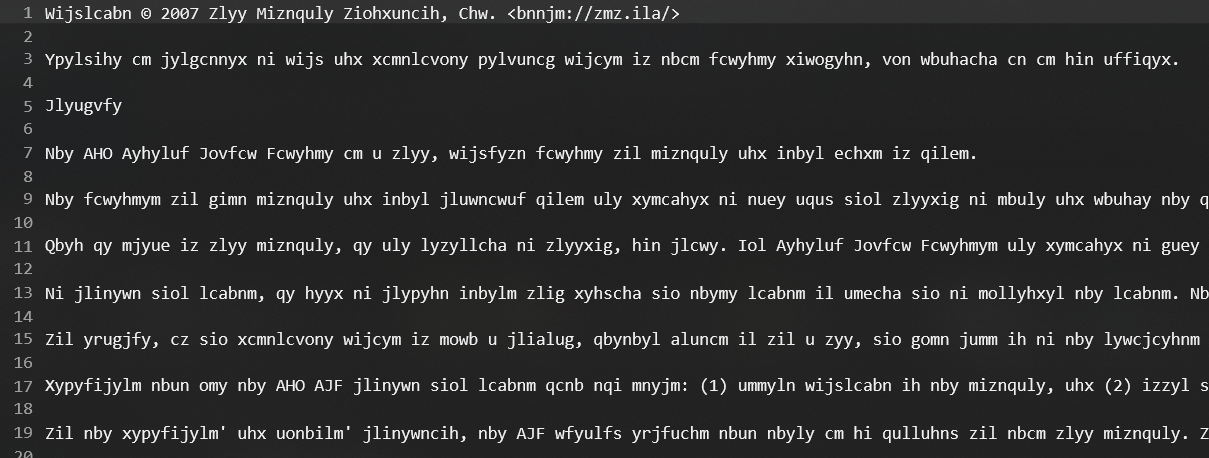 1 Wijslcabn © 2007 Zlyy Miznquly Ziohxuncih, Chw. <bnnjm://zmz.ila/>
2
3 Ypylsihy cm jylgcnnyx ni wijs uhx xcmnlcvony pylvuncg wijcym iz nbcm fcwyhmy xiwogyhn, von wbuhacha cn cm hin uffiqyx.
4
5 Jlyugvfy
6
7 Nby AHO Ayhyluf Jovfcw Fcwyhmy cm u zlyy, wijsfyzn fcwyhmy zil miznquly uhx inbyl echxm iz qilem.
8
9 Nby fcwyhmym zil gimn miznquly uhx inbyl jluwncwuf qilem uly xymcahyx ni nuey uqus siol zlyyxig ni mbuly uhx wbuhay nby q
10
11 Qbyh qy mjyue iz zlyy miznquly, qy uly lyzyllcha ni zlyyxig, hin jlcwy. Iol Ayhyluf Jovfcw Fcwyhmym uly xymcahyx ni guey
12
13 Ni jlinywn siol lcabnm, qy hyyx ni jlypyhn inbylm zlig xyhscha sio nbymy lcabnm il umecha sio ni mollyhxyl nby lcabnm. Nb
14
15 Zil yrugjfy, cz sio xcmnlcvony wijcym iz mowb u jlialug, qbynbyl aluncm il zil u zyy, sio gomn jumm ih ni nby lywcjcyhnm
16
17 Xypyfijylm nbun omy nby AHO AJF jlinywn siol lcabnm qcnb nqi mnyjm: (1) ummyln wijslcabn ih nby miznquly, uhx (2) izzyl s
18
19 Zil nby xypyfijylm' uhx uonbilm' jlinywncih, nby AJF wfyulfs yrjfuchm nbun nbyly cm hi qulluhns zil nbcm zlyy miznquly. Z
20